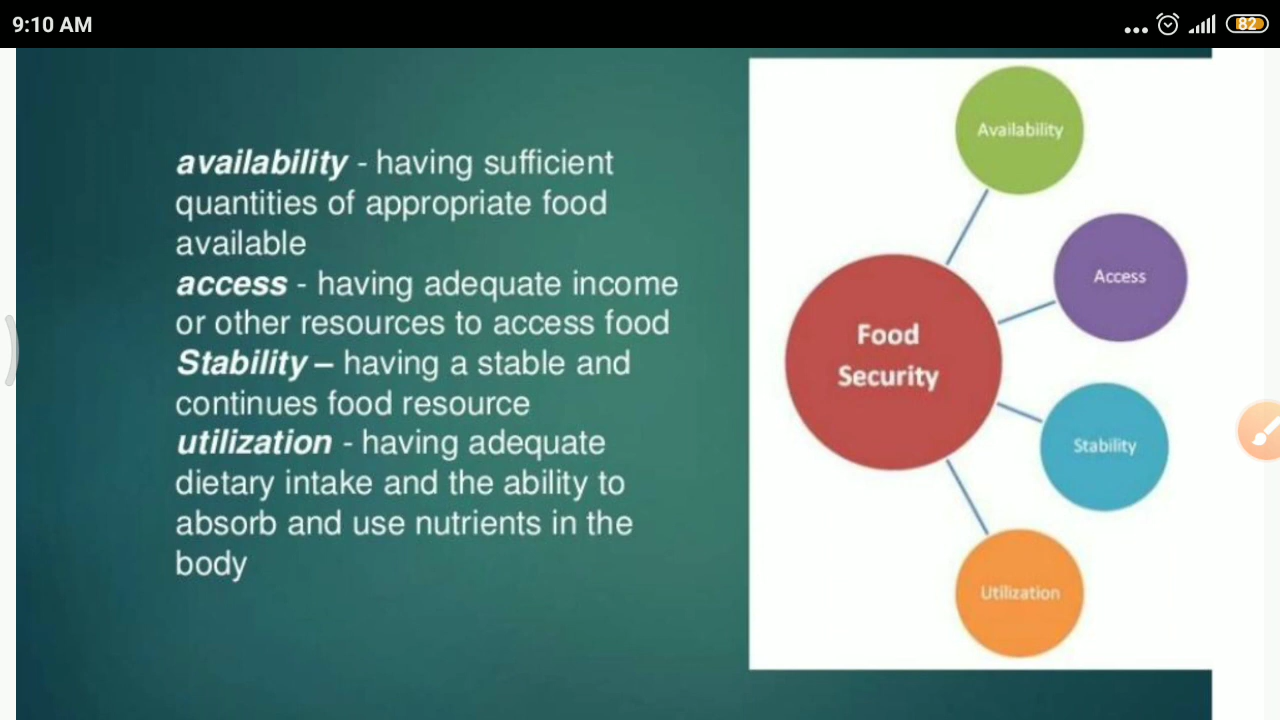 9:10 AM
82
availability - having sufficient
quantities of appropriate food
available
access - having adequate income
or other resources to access food
Stability – having a stable and
continues food resource
utilization - having adequate
dietary intake and the ability to
absorb and use nutrients in the
body
Availability
Access
Food
Security
Stability
Utilization